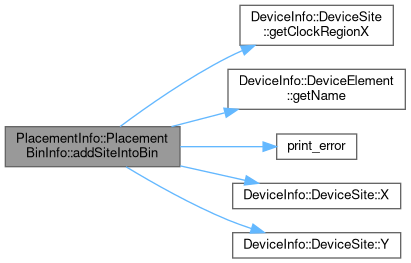 DeviceInfo::DeviceSite
::getClockRegionX
DeviceInfo::DeviceElement
::getName
PlacementInfo::Placement
BinInfo::addSiteIntoBin
print_error
DeviceInfo::DeviceSite::X
DeviceInfo::DeviceSite::Y